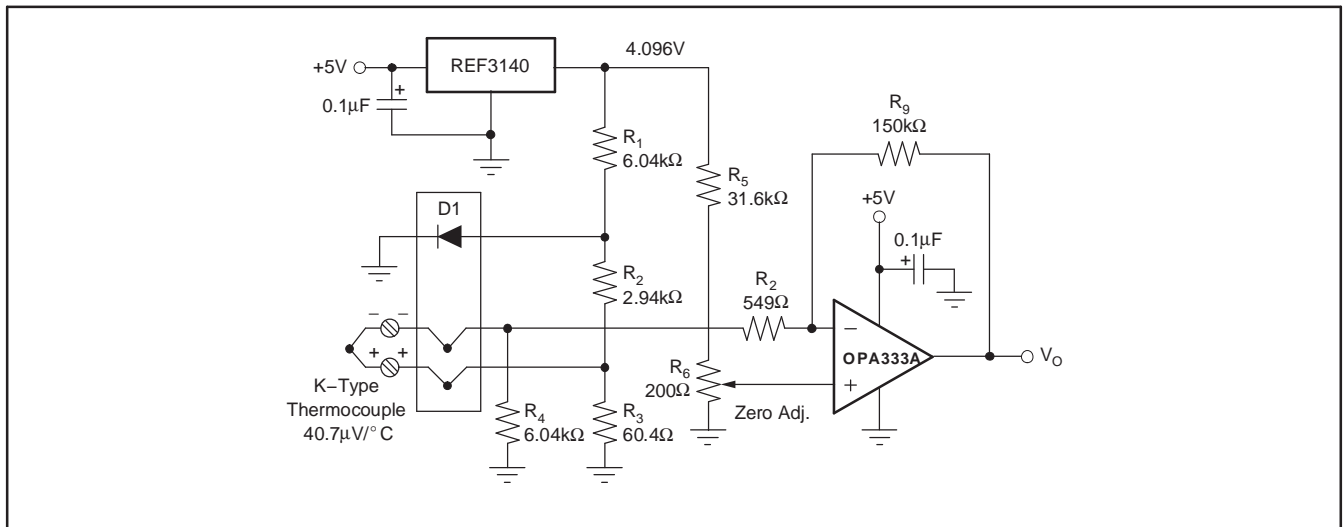 +5V
REF3140
4.096V
+
0.1μF
R1
6.04kΩ
R5
31.6kΩ
R9
150kΩ
+5V
0.1μF
+
D1
R2
2.94kΩ
R2
549Ω
− −
+ +
K−Type
Thermocouple
40.7μV/°C
R4
6.04kΩ
R3
60.4Ω
R6
200Ω
Zero Adj.
−
OPA333A
+
VO